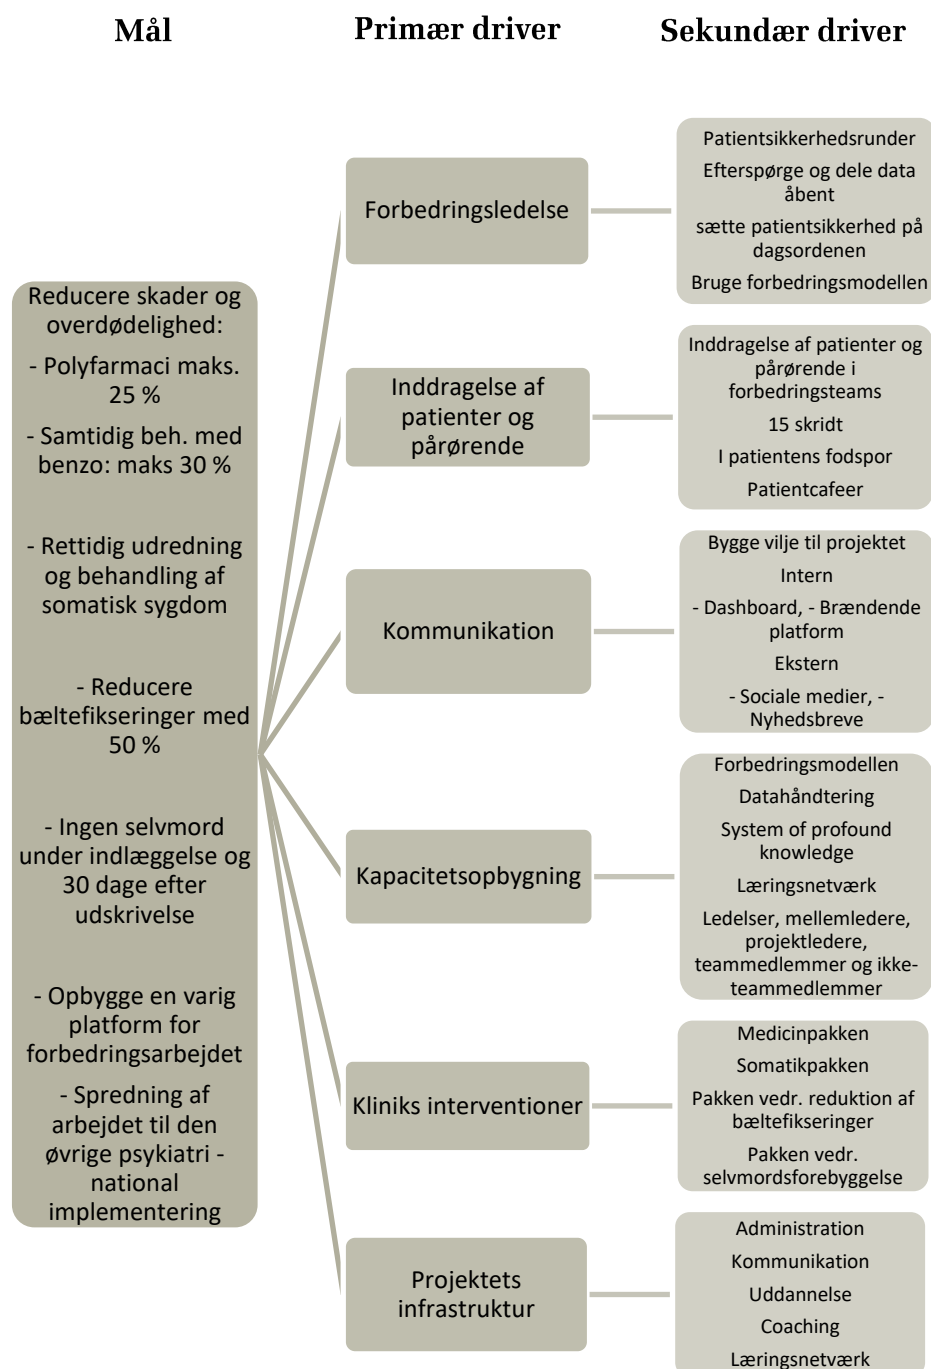 Mål
Primær driver
Sekundær driver
Reducere skader og
overdødelighed:
- Polyfarmaci maks.
25 %
- Samtidig beh. med
benzo: maks 30 %
- Rettidig udredning
og behandling af
somatisk sygdom
- Reducere
bæltefikseringer med
50 %
- Ingen selvmord
under indlæggelse og
30 dage efter
udskrivelse
- Opbygge en varig
platform for
forbedringsarbejdet
- Spredning af
arbejdet til den
øvrige psykiatri -
national
implementering
Forbedringsledelse
Patientsikkerhedsrunder
Efterspørge og dele data
åbent
sætte patientsikkerhed på
dagsordenen
Bruge forbedringsmodellen
Inddragelse af
patienter og
pårørende
Inddragelse af patienter og
pårørende i
forbedringsteams
15 skridt
I patientens fodspor
Patientcafeer
Kommunikation
Bygge vilje til projektet
Intern
- Dashboard, - Brændende
platform
Ekstern
- Sociale medier, -
Nyhedsbreve
Kapacitetsopbygning
Forbedringsmodellen
Datahåndtering
System of profound
knowledge
Læringsnetværk
Ledelser, mellemledere,
projektledere,
teammedlemmer og ikke-
teammedlemmer
Kliniks interventioner
Medicinpakken
Somatikpakken
Pakken vedr. reduktion af
bæltefikseringer
Pakken vedr.
selvmordsforebyggelse
Projektets
infrastruktur
Administration
Kommunikation
Uddannelse
Coaching
Læringsnetværk